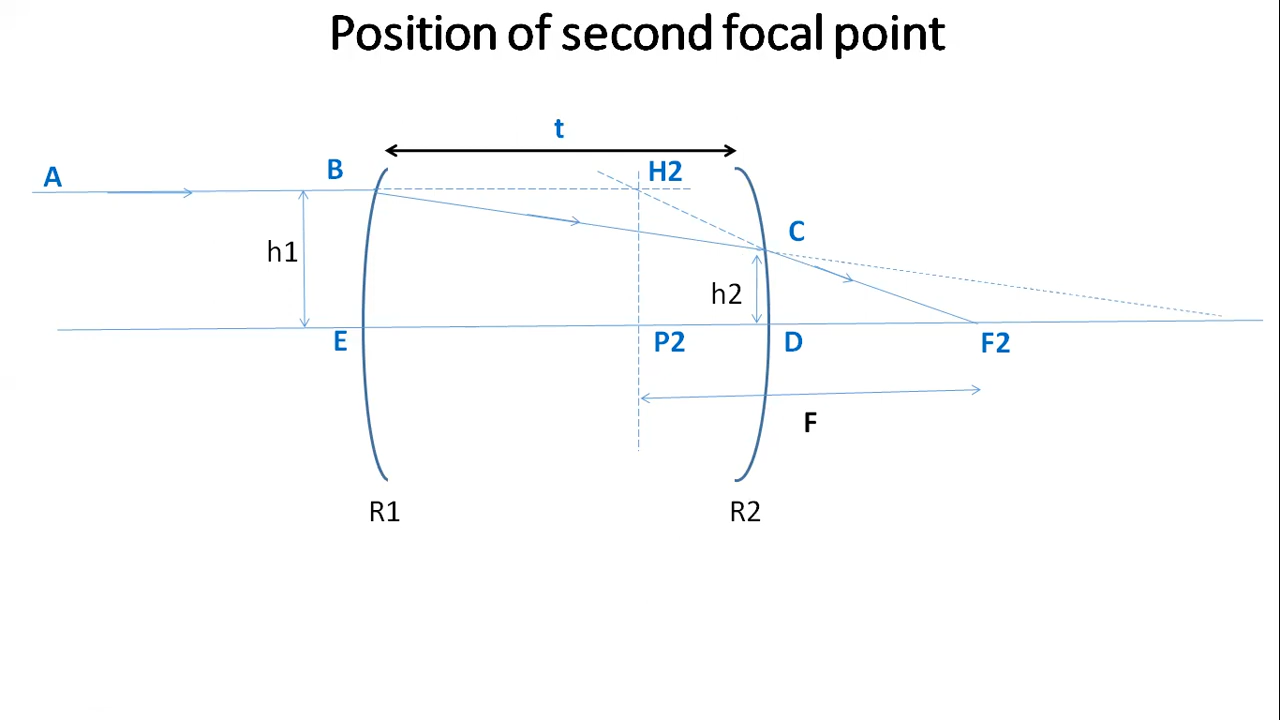 Position of second focal point
t
A
B
H2
C
h1
h2
E
P2
D
F2
F
R1
R2